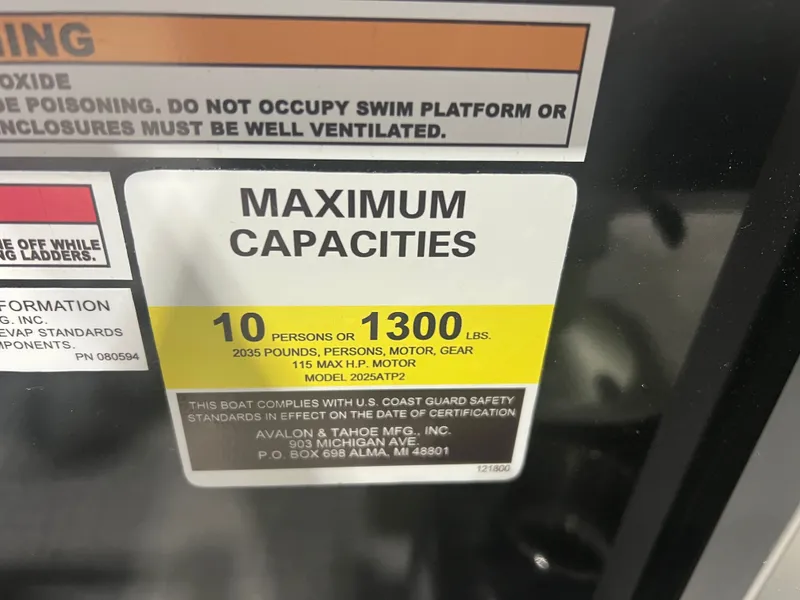 ING
OXIDE
E POISONING. DO NOT OCCUPY SWIM PLATFORM OR
NCLOSURES MUST BE WELL VENTILATED.
E OFF WHILE
NG LADDERS.
FORMATION
G. INC.
EVAP STANDARDS
MPONENTS.
PN 080594
MAXIMUM
CAPACITIES
10 PERSONS OR 1300 LBS.
2035 POUNDS, PERSONS, MOTOR, GEAR
115 MAX H.P. MOTOR
MODEL 2025ATP2
THIS BOAT COMPLIES WITH U.S. COAST GUARD SAFETY
STANDARDS IN EFFECT ON THE DATE OF CERTIFICATION
AVALON & TAHOE MFG., INC.
903 MICHIGAN AVE.
P.O. BOX 698 ALMA, MI 48801
121800